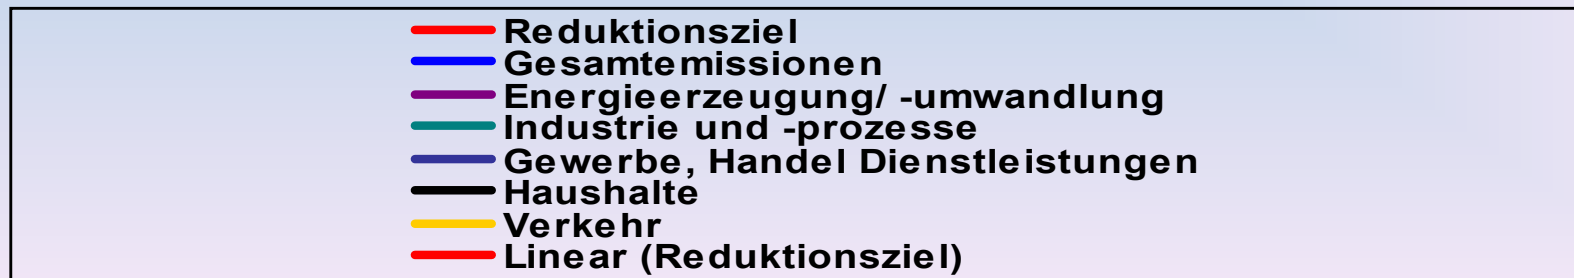 Reduktionsziel
Gesamtemissionen
Energieerzeugung/ -umwandlung
Industrie und -prozesse
Gewerbe, Handel Dienstleistungen
Haushalte
Verkehr
Linear (Reduktionsziel)